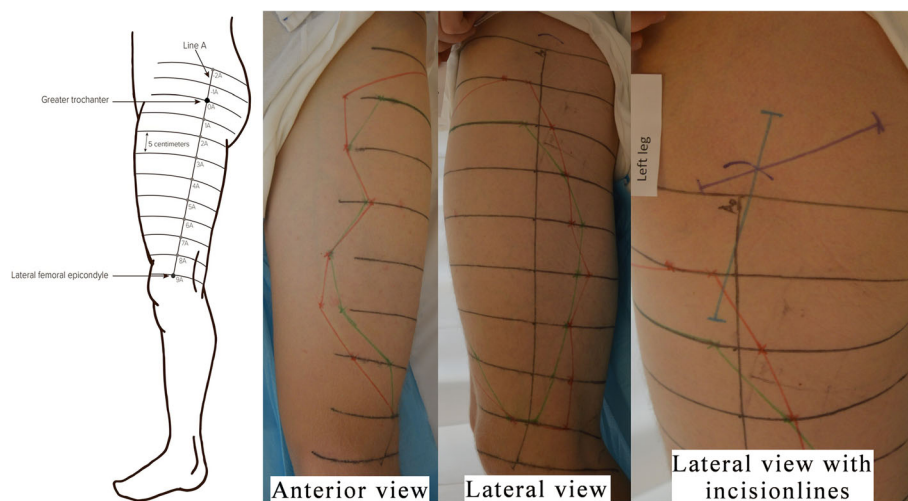 Line A
-2A
-1A
Greater trochanter
0A
1A
5 centimeters
2A
3A
4A
5A
6A
7A
8A
Lateral femoral epicondyle
9A
Left leg
Anterior view
Lateral view
Lateral view with
incisionlines